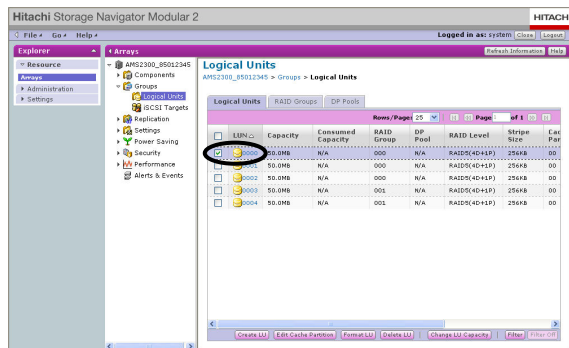 Hitachi Storage Navigator Modular 2
HITACHI
File Go Help
Logged in as: system Close Logout
Explorer
Arrays
Refresh Information Help
Resource
Arrays
Administration
Settings
AMS2300_85012345
Components
Groups
Logical Units
iSCSI Targets
Replication
Settings
Power Saving
Security
Performance
Alerts & Events
Logical Units
AMS2300_85012345 > Groups > Logical Units
Logical Units RAID Groups DP Pools
Rows/Page: 25 Page 1 of 1
LUN Capacity Consumed Capacity RAID Group DP Pool RAID Level Stripe Size Cac Par
0000 50.0MB N/A 000 N/A RAID5(4D+1P) 256KB 00
0001 50.0MB N/A 000 N/A RAID5(4D+1P) 256KB 00
0002 50.0MB N/A 000 N/A RAID5(4D+1P) 256KB 00
0003 50.0MB N/A 001 N/A RAID5(4D+1P) 256KB 00
0004 50.0MB N/A 001 N/A RAID5(4D+1P) 256KB 00
Create LU Edit Cache Partition Format LU Delete LU | Change LU Capacity | Filter Filter Off